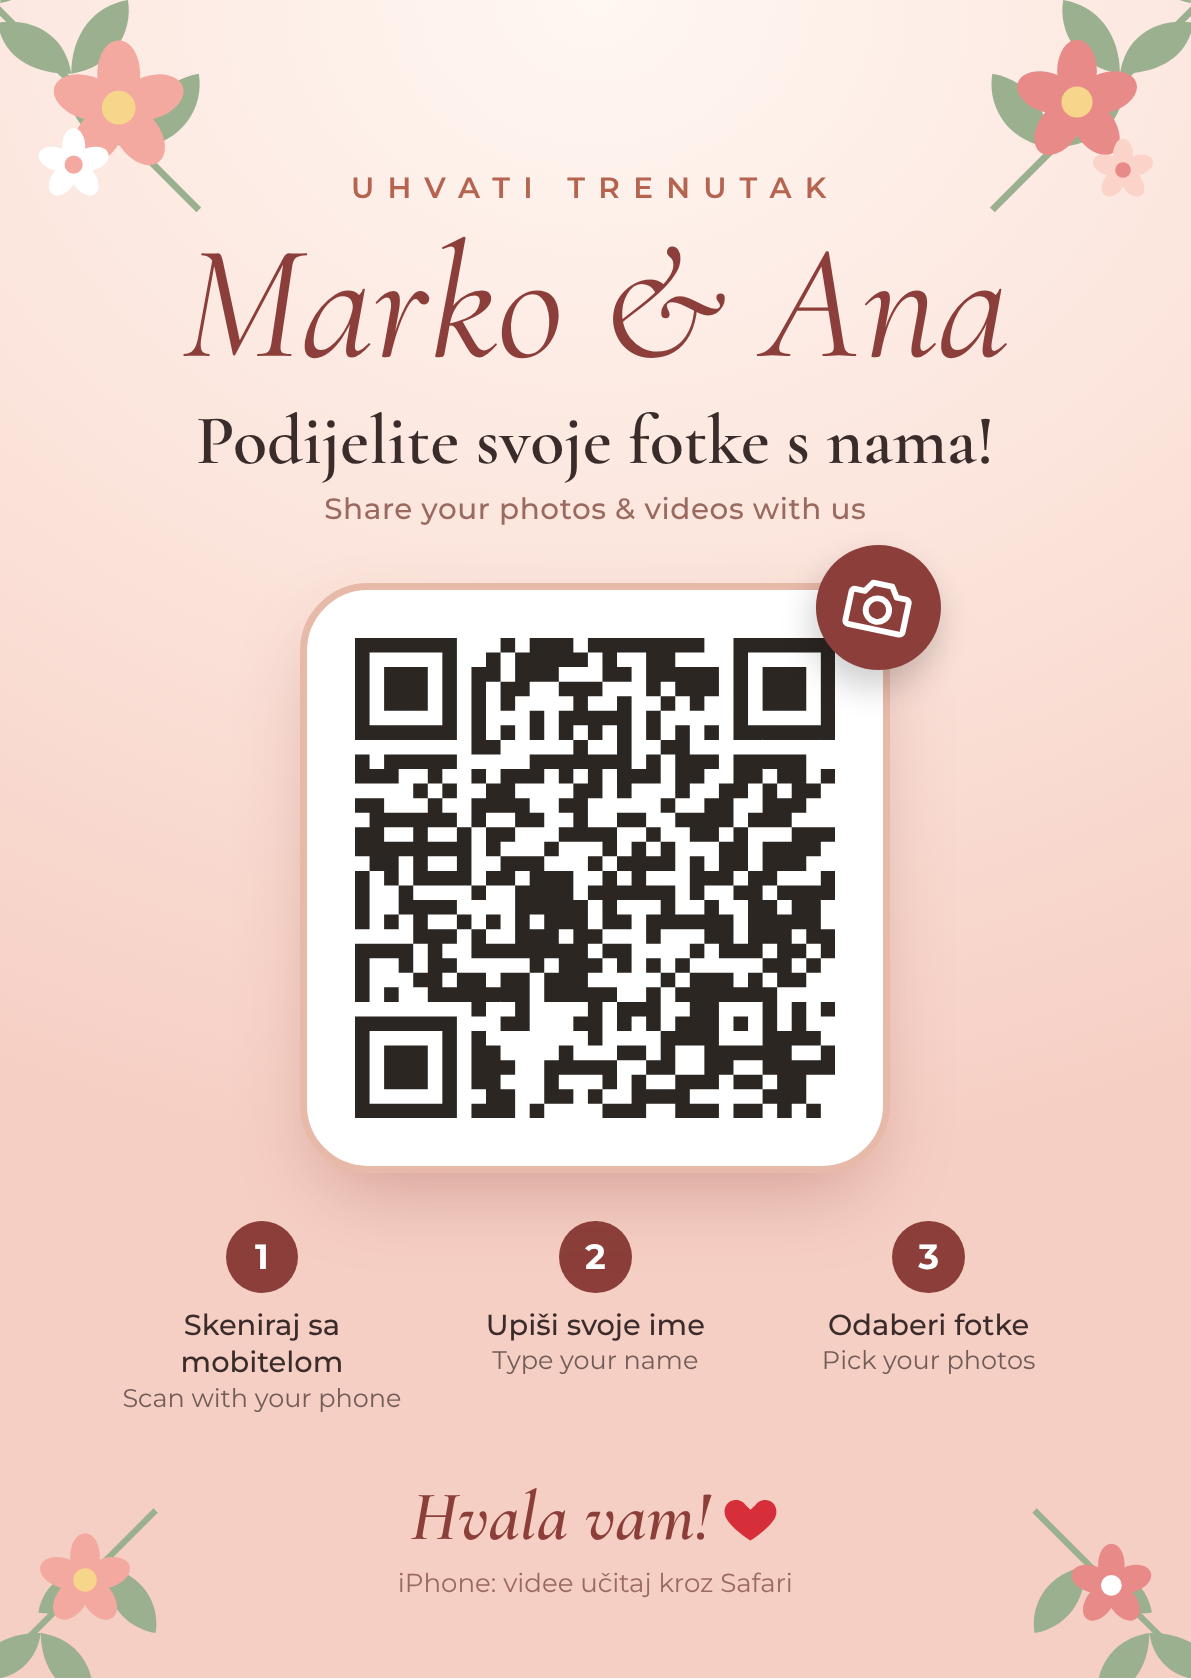 UHVATI TRENUTAK
Marko & Ana
Podijelite svoje fotke s nama!
Share your photos & videos with us
1
Skeniraj sa
mobitelom
Scan with your phone
2
Upiši svoje ime
Type your name
3
Odaberi fotke
Pick your photos
Hvala vam! ❤
iPhone: videe učitaj kroz Safari